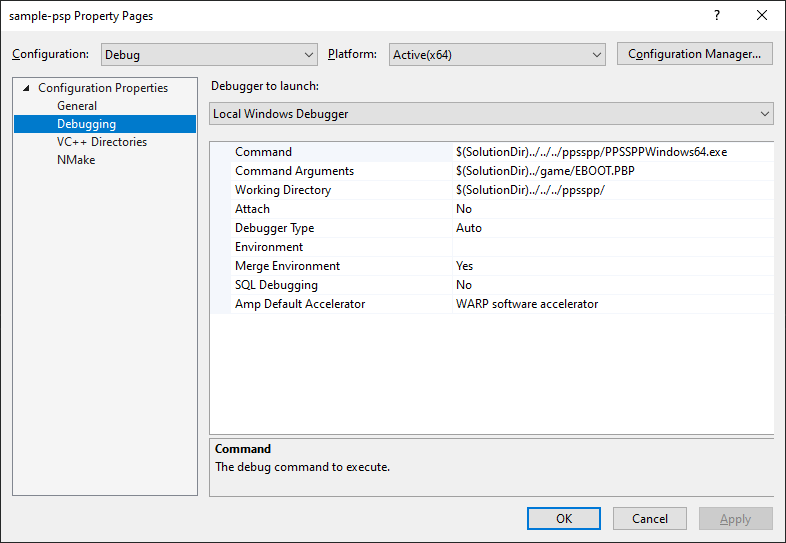 sample-psp Property Pages ?
Configuration: Debug Platform: Active(x64) Configuration Manager...
Configuration Properties
General
Debugging
VC++ Directories
NMake
Debugger to launch:
Local Windows Debugger
Command $(SolutionDir)../../../ppsspp/PPSSPPWindows64.exe
Command Arguments $(SolutionDir)../game/EBOOT.PBP
Working Directory $(SolutionDir)../../../ppsspp/
Attach No
Debugger Type Auto
Environment
Merge Environment Yes
SQL Debugging No
Amp Default Accelerator WARP software accelerator
Command
The debug command to execute.
OK Cancel Apply